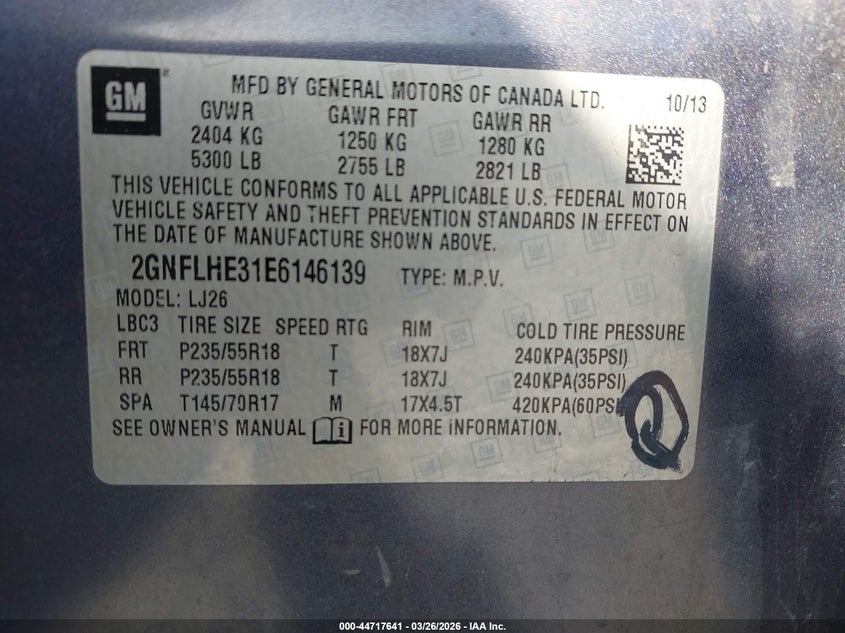 GM
MFD BY GENERAL MOTORS OF CANADA LTD. 10/13
GVWR GAWR FRT GAWR RR
2404 KG 1250 KG 1280 KG
5300 LB 2755 LB 2821 LB
THIS VEHICLE CONFORMS TO ALL APPLICABLE U.S. FEDERAL MOTOR
VEHICLE SAFETY AND THEFT PREVENTION STANDARDS IN EFFECT ON
THE DATE OF MANUFACTURE SHOWN ABOVE.
2GNFLHE31E6146139 TYPE: M.P.V.
MODEL: LJ26
LBC3 TIRE SIZE SPEED RTG RIM COLD TIRE PRESSURE
FRT P235/55R18 T 18X7J 240KPA(35PSI)
RR P235/55R18 T 18X7J 240KPA(35PSI)
SPA T145/70R17 M 17X4.5T 420KPA(60PSI
SEE OWNER'S MANUAL i FOR MORE INFORMATION.
000-44717641 / 03/26/2026 - IAA Inc.